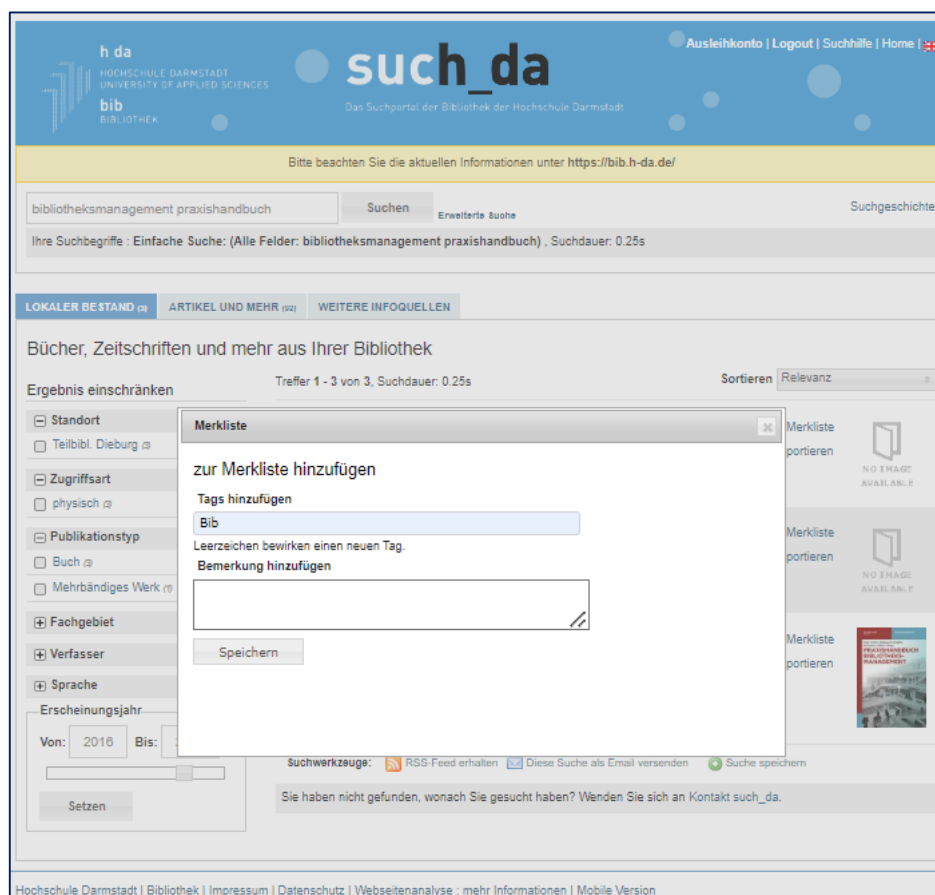 h_da
HOCHSCHULE DARMSTADT
UNIVERSITY OF APPLIED SCIENCES
bib
BIBLIOTHEK
such_da
Das Suchportal der Bibliothek der Hochschule Darmstadt
Ausleihkonto | Logout | Suchhilfe | Home |
Bitte beachten Sie die aktuellen Informationen unter https://bib.h-da.de/
bibliotheksmanagement praxishandbuch
Suchen
Erweiterte Suche
Suchgeschichte
Ihre Suchbegriffe : Einfache Suche: (Alle Felder: bibliotheksmanagement praxishandbuch) , Suchdauer: 0.25s
LOKALER BESTAND (3) ARTIKEL UND MEHR (92) WEITERE INFOQUELLEN
Bücher, Zeitschriften und mehr aus Ihrer Bibliothek
Ergebnis einschränken
Treffer 1 - 3 von 3, Suchdauer: 0.25s
Sortieren Relevanz
Standort
Teilbibl. Dieburg (3)
Zugriffsart
physisch (3)
Publikationstyp
Buch (3)
Mehrbändiges Werk (1)
Fachgebiet
Verfasser
Sprache
Erscheinungsjahr
Von: 2016 Bis:
Setzen
Merkliste
zur Merkliste hinzufügen
Tags hinzufügen
Bib
Leerzeichen bewirken einen neuen Tag.
Bemerkung hinzufügen
Speichern
Merkliste
portieren
NO IMAGE
AVAILABLE
Merkliste
portieren
NO IMAGE
AVAILABLE
Merkliste
portieren
PRAXISHANDBUCH
BIBLIOTHEKS-
MANAGEMENT
Suchwerkzeuge: RSS-Feed erhalten Diese Suche als Email versenden Suche speichern
Sie haben nicht gefunden, wonach Sie gesucht haben? Wenden Sie sich an Kontakt such_da.
Hochschule Darmstadt | Bibliothek | Impressum | Datenschutz | Webseitenanalyse : mehr Informationen | Mobile Version